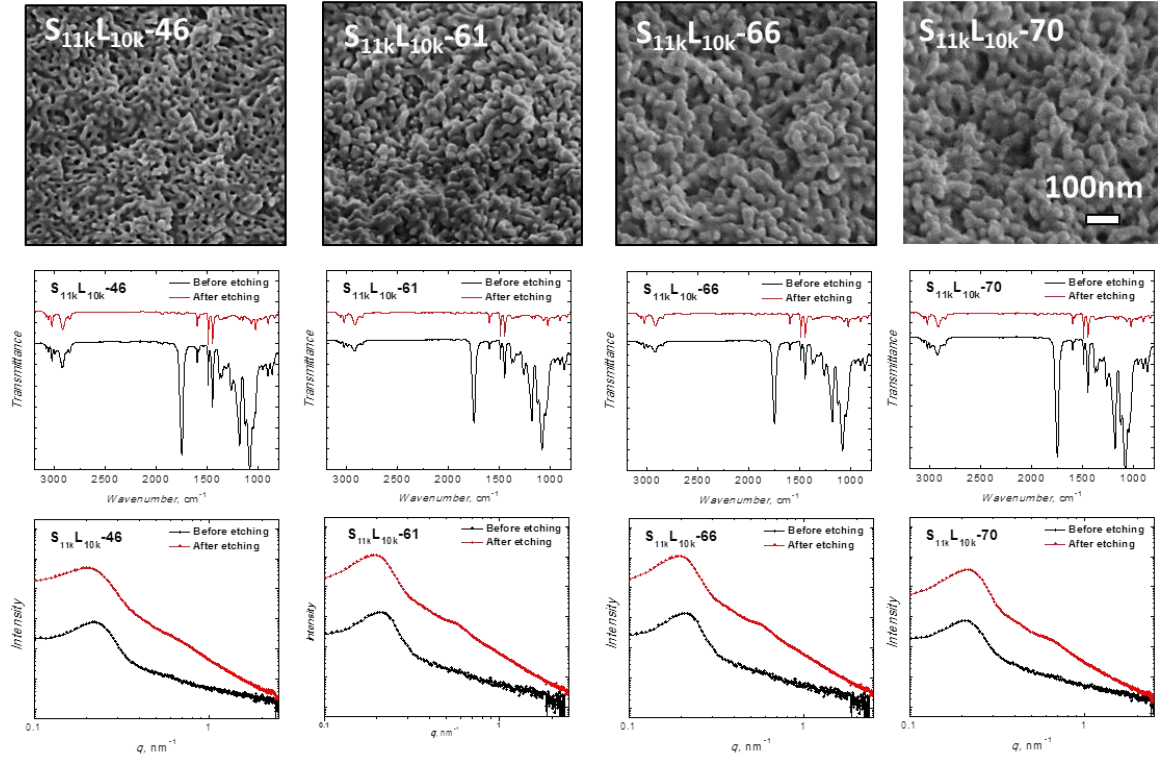 S11kL10k-46
S11kL10k-61
S11kL10k-66
S11kL10k-70
100nm
S11kL10k-46
Before etching
After etching
Transmittance
3000 2500 2000 1500 1000
Wavenumber, cm⁻¹
S11kL10k-61
Before etching
After etching
Transmittance
3000 2500 2000 1500 1000
Wavenumber, cm⁻¹
S11kL10k-66
Before etching
After etching
Transmittance
3000 2500 2000 1500 1000
Wavenumber, cm⁻¹
S11kL10k-70
Before etching
After etching
Transmittance
3000 2500 2000 1500 1000
Wavenumber, cm⁻¹
S11kL10k-46
Before etching
After etching
Intensity
0.1 1
q, nm⁻¹
S11kL10k-61
Before etching
After etching
Intensity
0.1 1
q, nm⁻¹
S11kL10k-66
Before etching
After etching
Intensity
0.1 1
q, nm⁻¹
S11kL10k-70
Before etching
After etching
Intensity
0.1 1
q, nm⁻¹